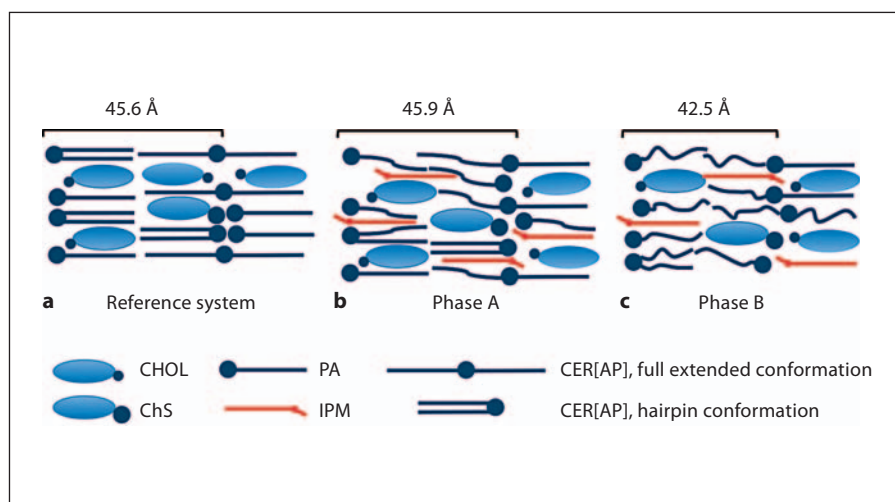 45.6 Å 45.9 Å 42.5 Å
a Reference system b Phase A c Phase B
CHOL PA CER[AP], full extended conformation
ChS IPM CER[AP], hairpin conformation